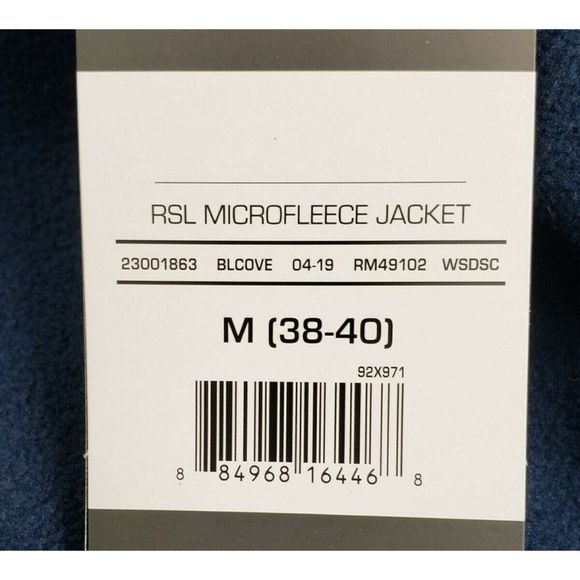 RSL MICROFLEECE JACKET
23001863 BLCOVE 04-19 RM49102 WSDSC
M (38-40)
92X971
8 84968 16446 8